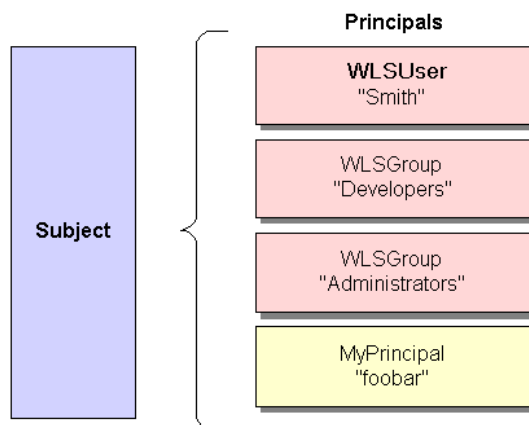 Principals
WLSUser
"Smith"
WLSGroup
"Developers"
Subject
WLSGroup
"Administrators"
MyPrincipal
"foobar"